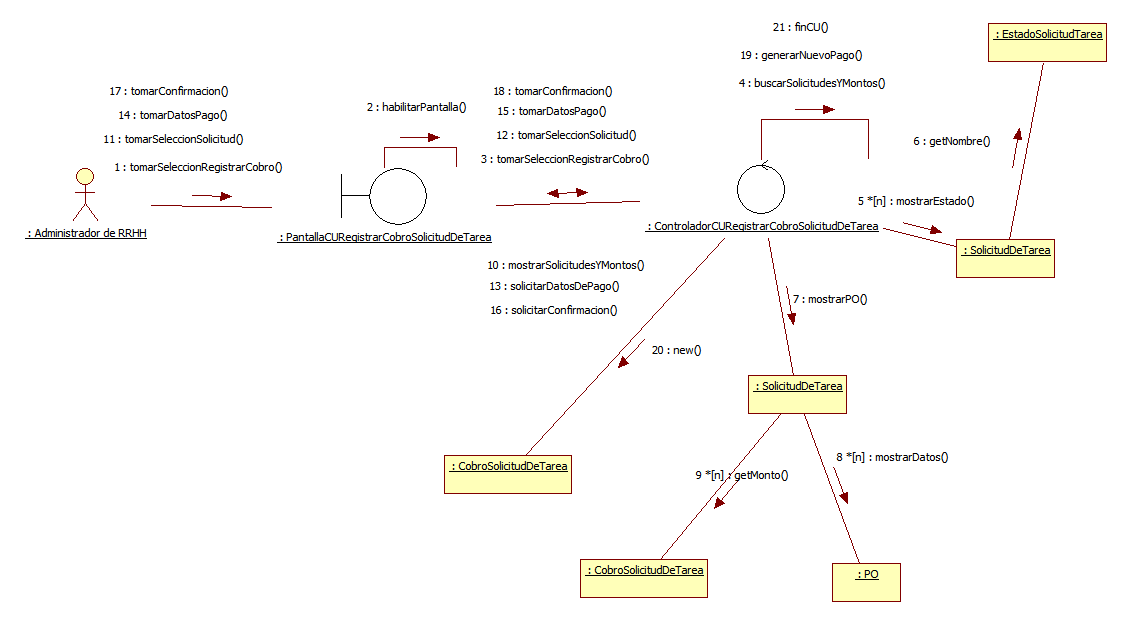 21 : finCU()
: EstadoSolicitudTarea
19 : generarNuevoPago()
4 : buscarSolicitudesYMontos()
17 : tomarConfirmacion()
14 : tomarDatosPago()
11 : tomarSeleccionSolicitud()
1 : tomarSeleccionRegistrarCobro()
2 : habilitarPantalla()
18 : tomarConfirmacion()
15 : tomarDatosPago()
12 : tomarSeleccionSolicitud()
3 : tomarSeleccionRegistrarCobro()
6 : getNombre()
5 *[n] : mostrarEstado()
: Administrador de RRHH
: PantallaCURegistrarCobroSolicitudDeTarea
: ControladorCURegistrarCobroSolicitudDeTarea
: SolicitudDeTarea
10 : mostrarSolicitudesYMontos()
13 : solicitarDatosDePago()
16 : solicitarConfirmacion()
7 : mostrarPO()
20 : new()
: SolicitudDeTarea
: CobroSolicitudDeTarea
9 *[n] : getMonto()
8 *[n] : mostrarDatos()
: CobroSolicitudDeTarea
: PO